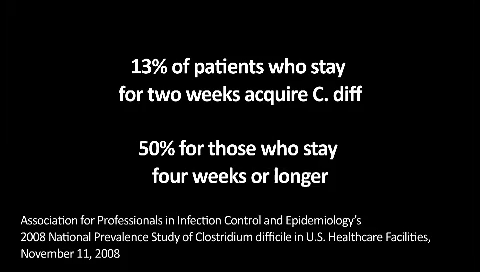 13% of patients who stay
for two weeks acquire C. diff
50% for those who stay
four weeks or longer
Association for Professionals in Infection Control and Epidemiology's
2008 National Prevalence Study of Clostridium difficile in U.S. Healthcare Facilities,
November 11, 2008